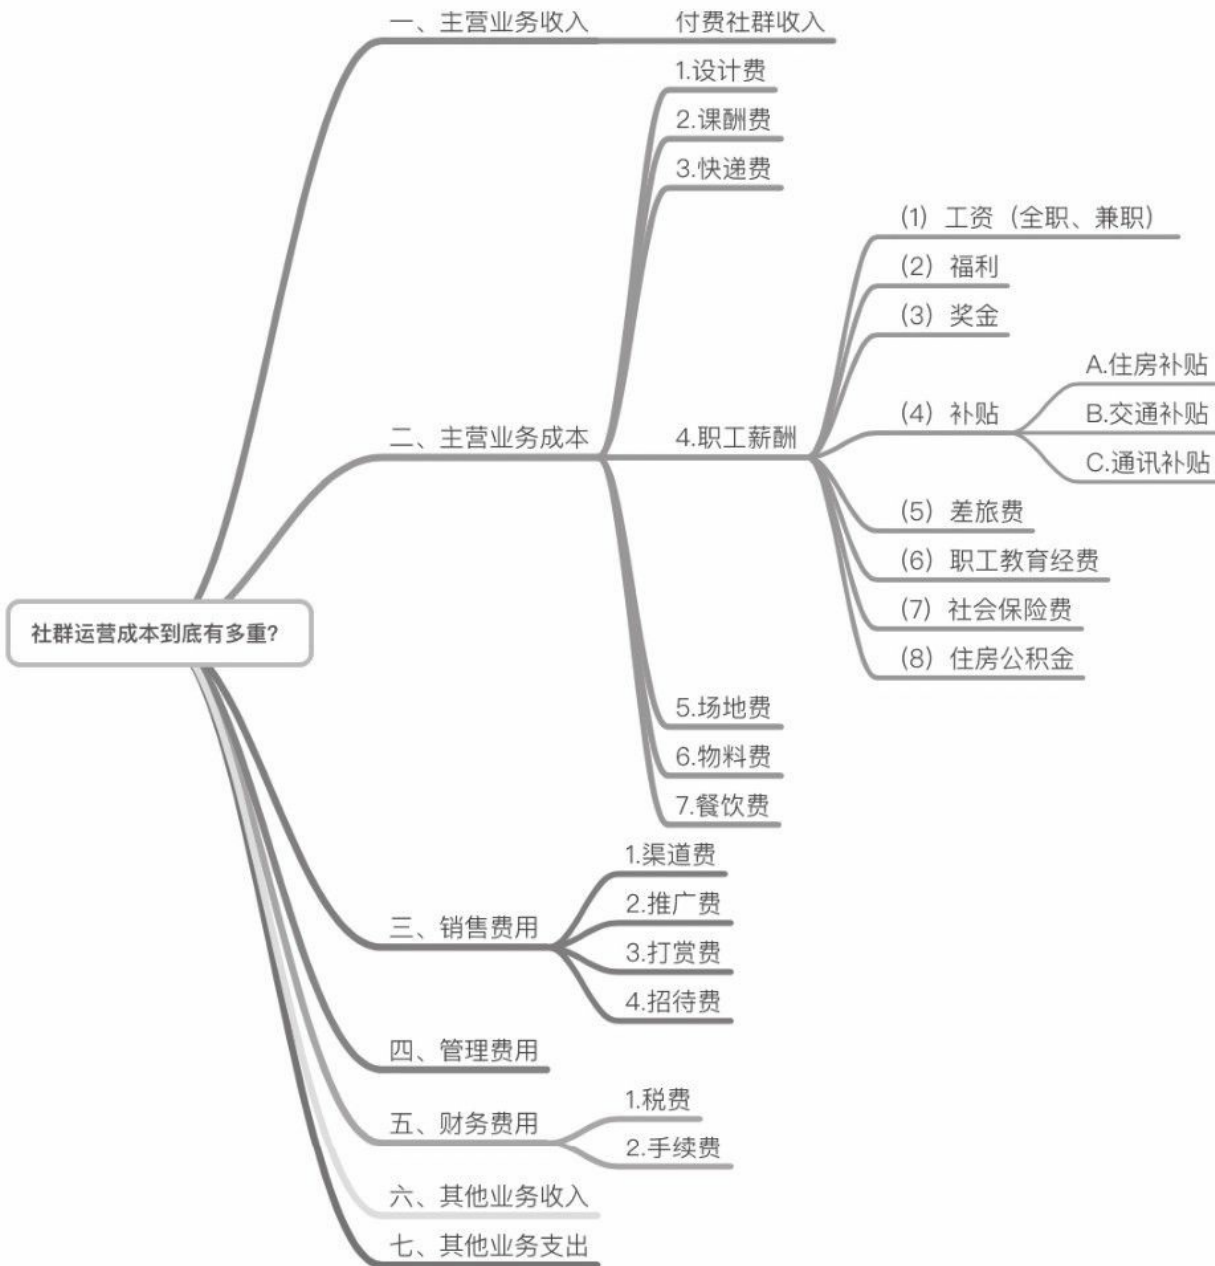 社群运营成本到底有多重?
一、主营业务收入
付费社群收入
二、主营业务成本
1.设计费
2.课酬费
3.快递费
4.职工薪酬
(1) 工资（全职、兼职）
(2) 福利
(3) 奖金
(4) 补贴
A.住房补贴
B.交通补贴
C.通讯补贴
(5) 差旅费
(6) 职工教育经费
(7) 社会保险费
(8) 住房公积金
5.场地费
6.物料费
7.餐饮费
三、销售费用
1.渠道费
2.推广费
3.打赏费
4.招待费
四、管理费用
五、财务费用
1.税费
2.手续费
六、其他业务收入
七、其他业务支出